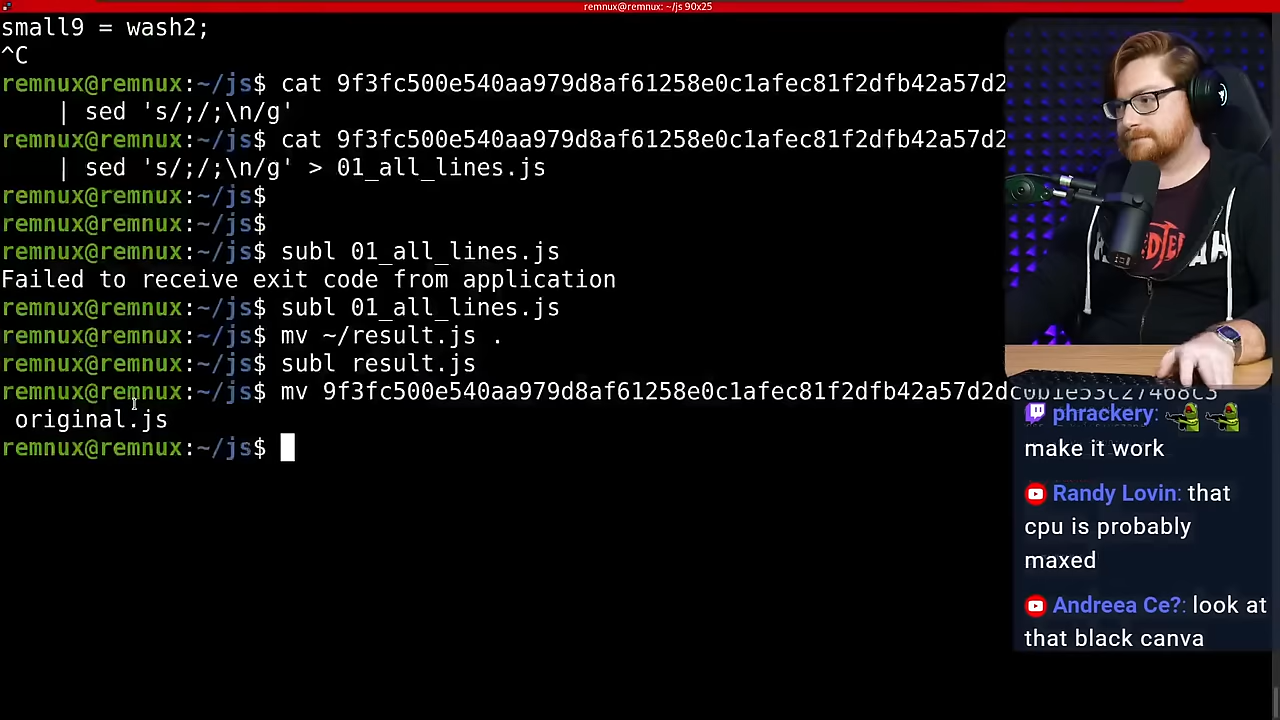 remnux@remnux: ~/js 90x25
small9 = wash2;
^C
remnux@remnux:~/js$ cat 9f3fc500e540aa979d8af61258e0c1afec81f2dfb42a57d2
| sed 's/;/;\n/g'
remnux@remnux:~/js$ cat 9f3fc500e540aa979d8af61258e0c1afec81f2dfb42a57d2
| sed 's/;/;\n/g' > 01_all_lines.js
remnux@remnux:~/js$
remnux@remnux:~/js$
remnux@remnux:~/js$ subl 01_all_lines.js
Failed to receive exit code from application
remnux@remnux:~/js$ subl 01_all_lines.js
remnux@remnux:~/js$ mv ~/result.js .
remnux@remnux:~/js$ subl result.js
remnux@remnux:~/js$ mv 9f3fc500e540aa979d8af61258e0c1afec81f2dfb42a57d2dc0b1e53c27468c3
original.js
remnux@remnux:~/js$
phrackery:
make it work
Randy Lovin: that
cpu is probably
maxed
Andreea Ce?: look at
that black canva